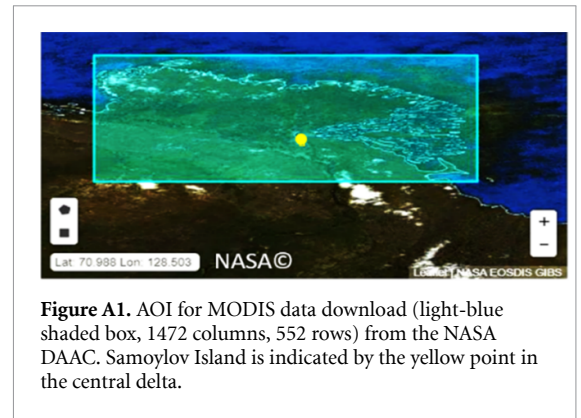 Lat: 70.988 Lon: 128.503
NASA©
+
−
Leaflet | NASA EOSDIS GIBS
Figure A1. AOI for MODIS data download (light-blue
shaded box, 1472 columns, 552 rows) from the NASA
DAAC. Samoylov Island is indicated by the yellow point in
the central delta.